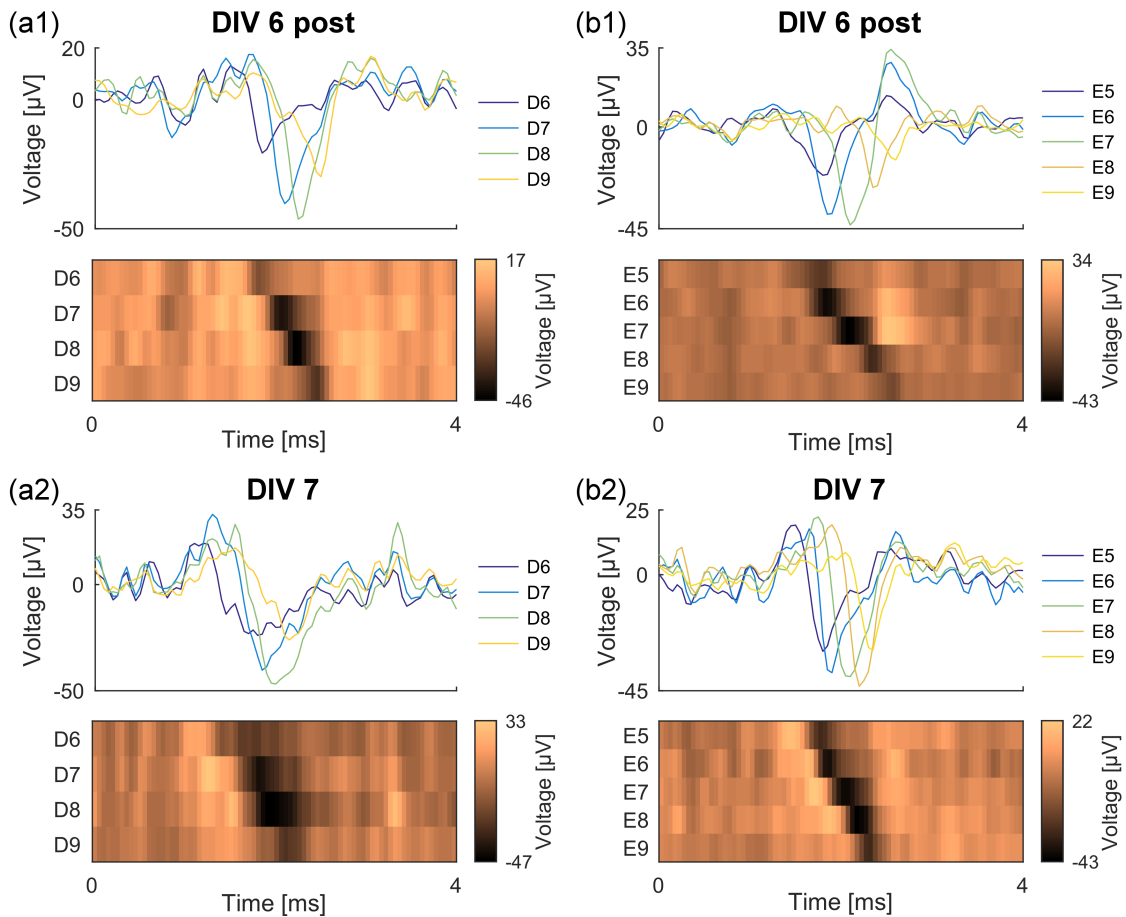 (a1)
DIV 6 post
20
0
-50
Voltage [µV]
D6
D7
D8
D9
D6
D7
D8
D9
17
-46
Voltage [µV]
0
4
Time [ms]
(b1)
DIV 6 post
35
0
-45
Voltage [µV]
E5
E6
E7
E8
E9
E5
E6
E7
E8
E9
34
-43
Voltage [µV]
0
4
Time [ms]
(a2)
DIV 7
35
0
-50
Voltage [µV]
D6
D7
D8
D9
D6
D7
D8
D9
33
-47
Voltage [µV]
0
4
Time [ms]
(b2)
DIV 7
25
0
-45
Voltage [µV]
E5
E6
E7
E8
E9
E5
E6
E7
E8
E9
22
-43
Voltage [µV]
0
4
Time [ms]